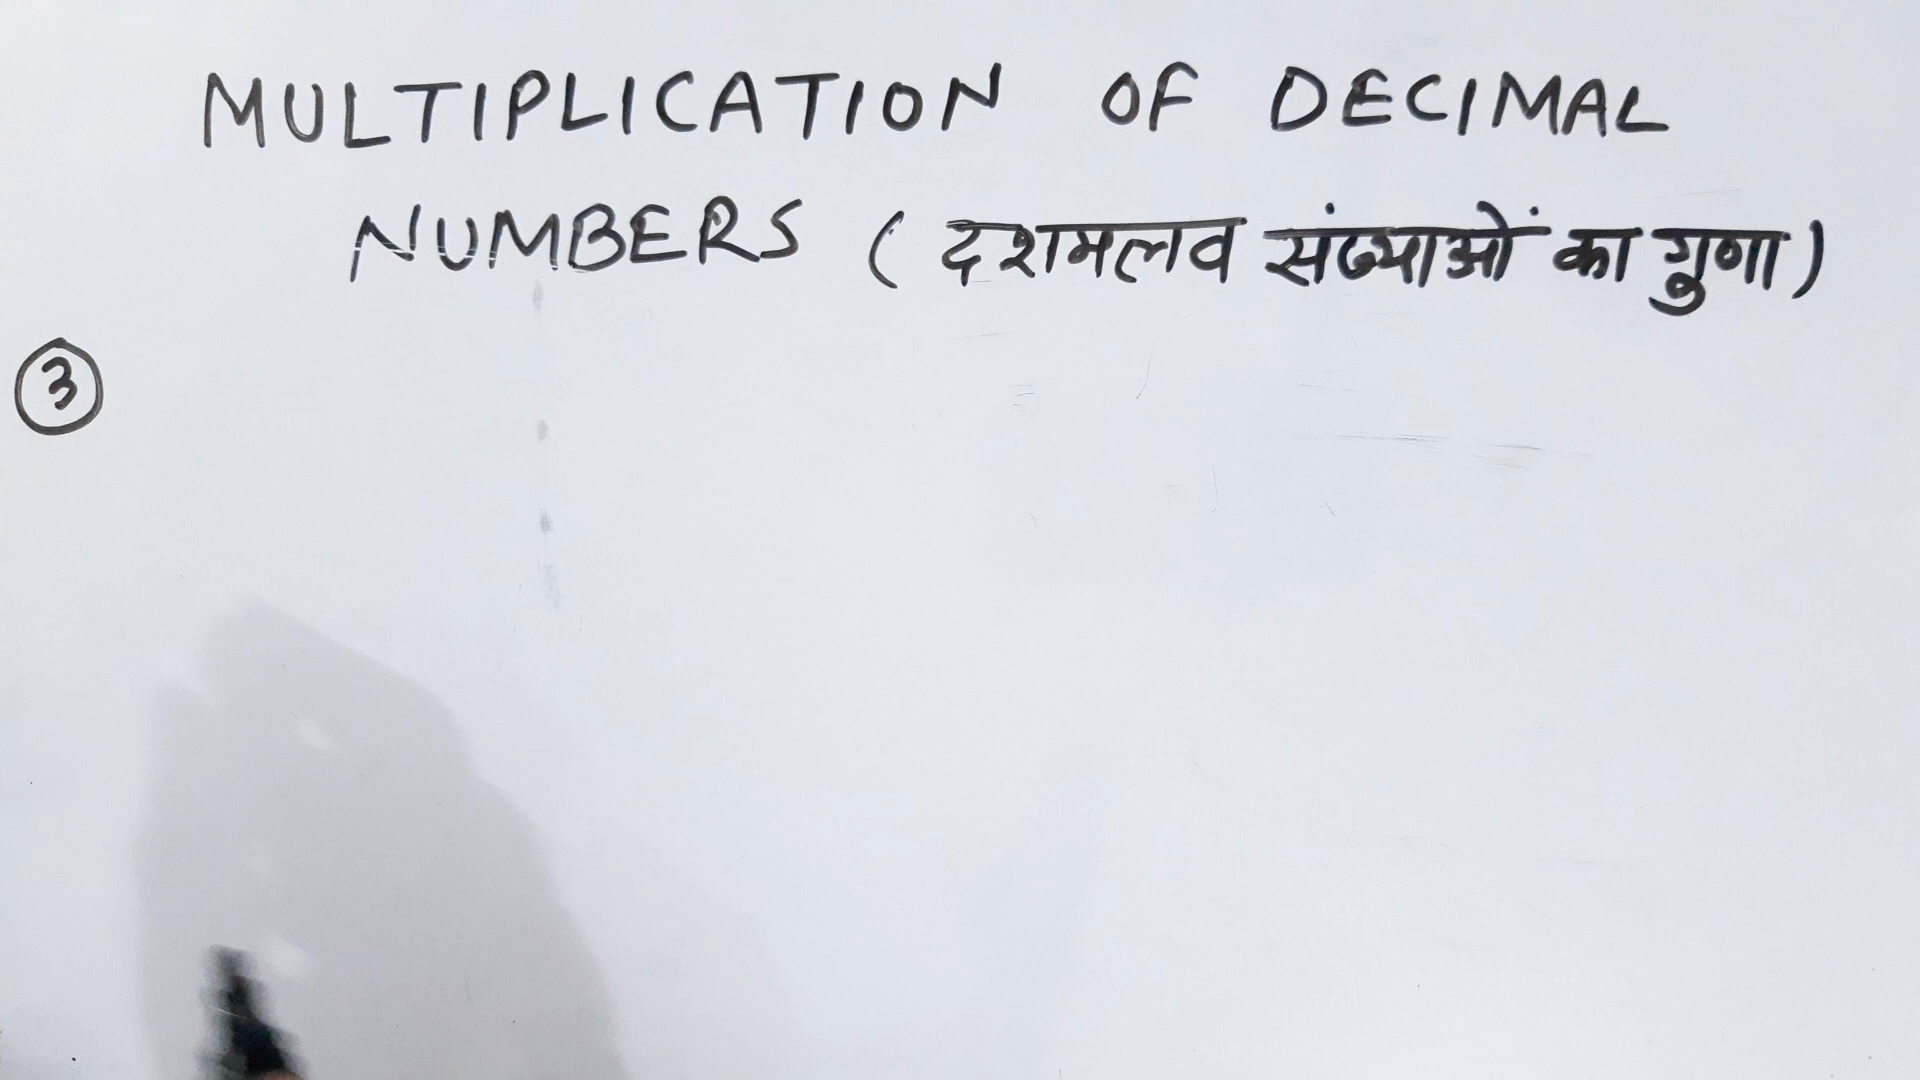 MULTIPLICATION OF DECIMAL
NUMBERS (दशमलव संख्याओं का गुणा)
3